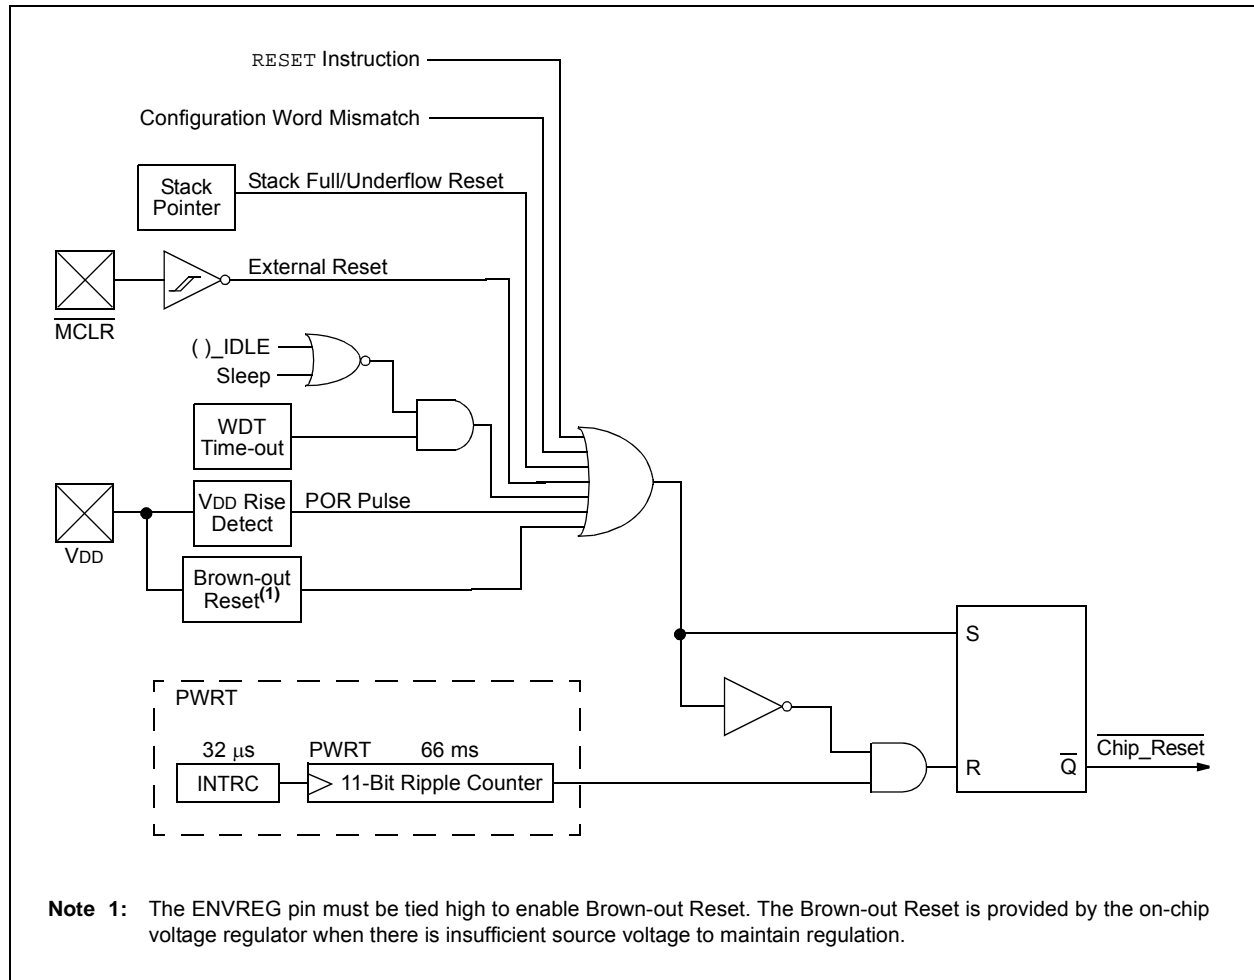 RESET Instruction
Configuration Word Mismatch
Stack
Pointer
Stack Full/Underflow Reset
External Reset
MCLR
( )_IDLE
Sleep
WDT
Time-out
VDD Rise
Detect
POR Pulse
VDD
Brown-out
Reset(1)
S
PWRT
32 μs
PWRT
66 ms
INTRC
11-Bit Ripple Counter
R
Q
Chip_Reset
Note 1: The ENVREG pin must be tied high to enable Brown-out Reset. The Brown-out Reset is provided by the on-chip
voltage regulator when there is insufficient source voltage to maintain regulation.